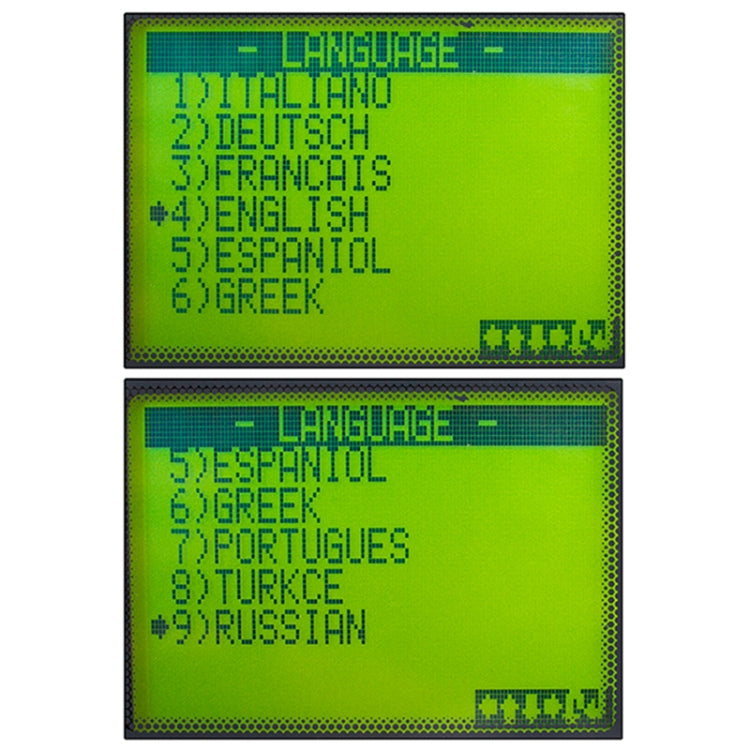 - LANGUAGE -
1)ITALIANO
2)DEUTSCH
3)FRANCAIS
4)ENGLISH
5)ESPANIOL
6)GREEK
- LANGUAGE -
5)ESPANIOL
6)GREEK
7)PORTUGUES
8)TURKCE
9)RUSSIAN